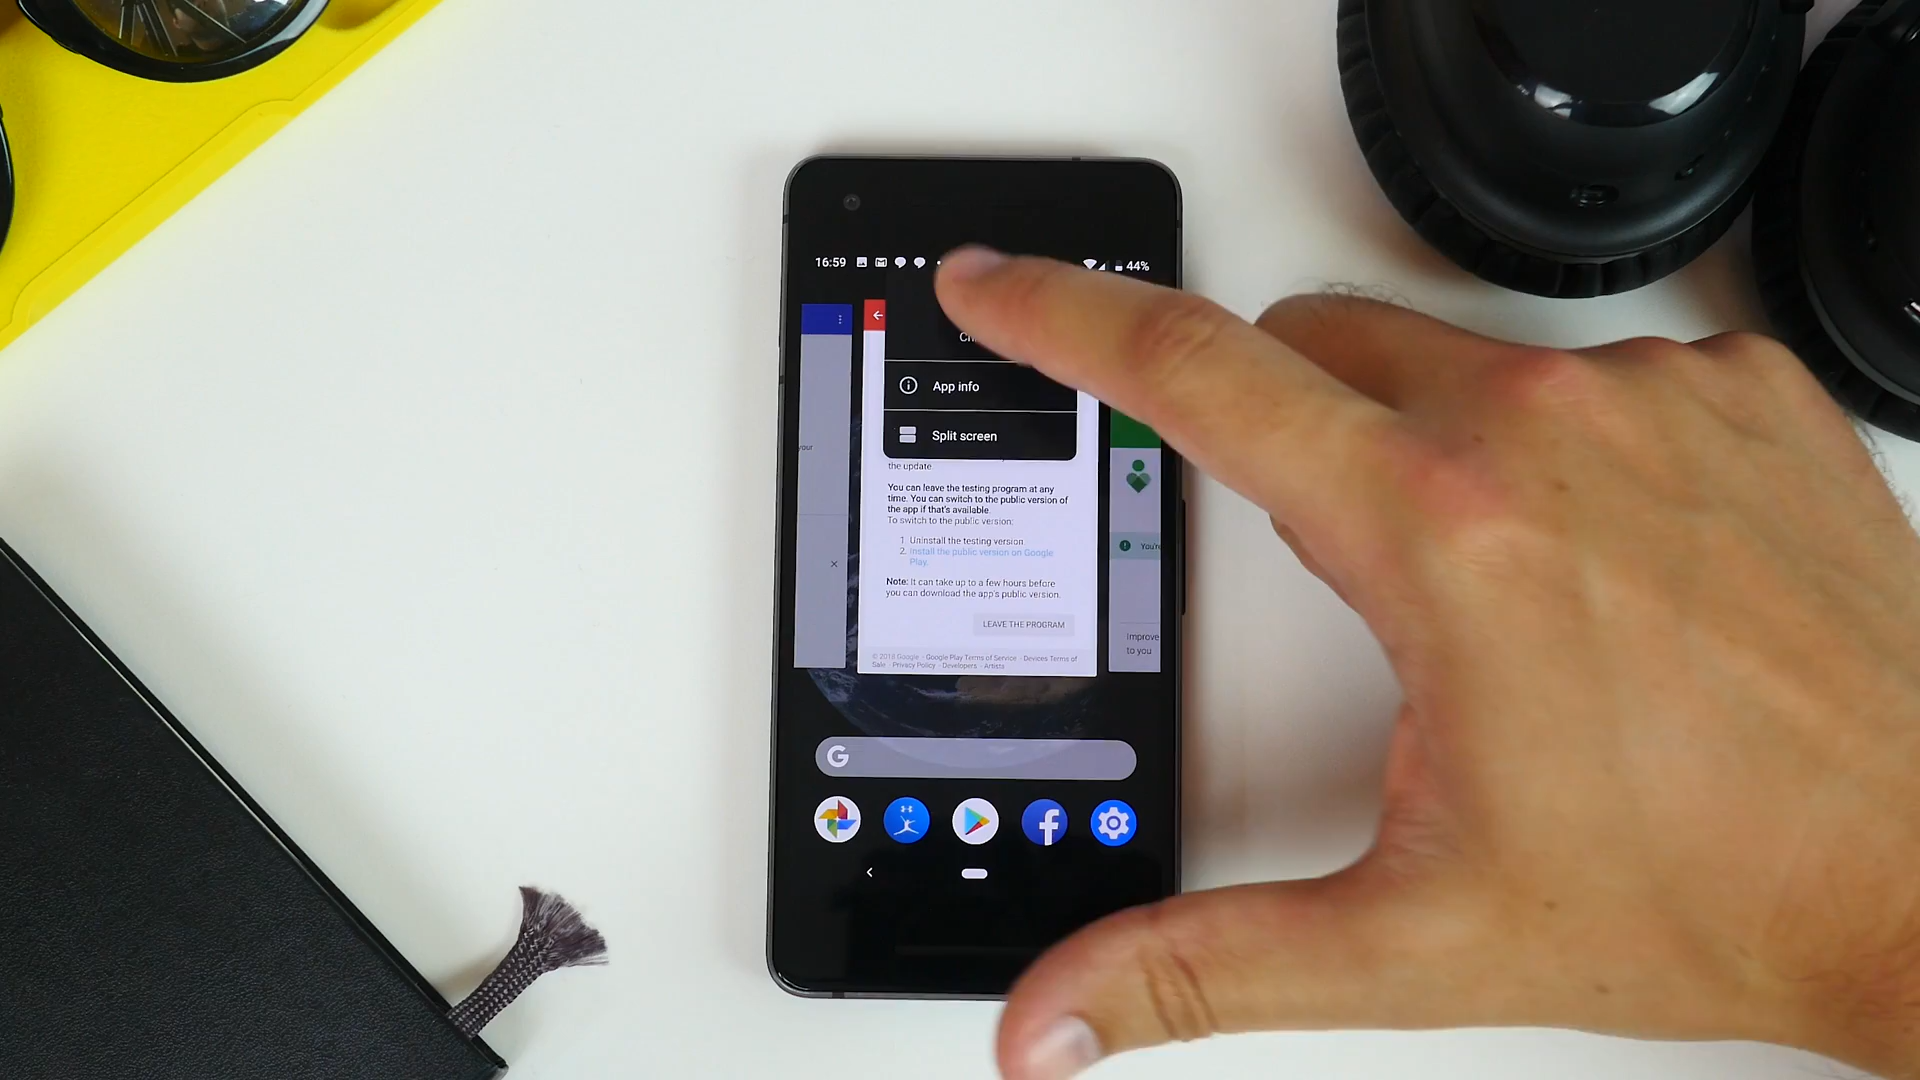 16:59
44%
App info
Split screen
your
the update.
You can leave the testing program at any
time. You can switch to the public version of
the app if that's available.
To switch to the public version:
1. Uninstall the testing version.
2. Install the public version on Google
Play.
You're
Note: It can take up to a few hours before
you can download the app's public version.
LEAVE THE PROGRAM
Improve
to you
© 2018 Google · Google Play Terms of Service · Devices Terms of
Sale · Privacy Policy · Developers · Artists
G